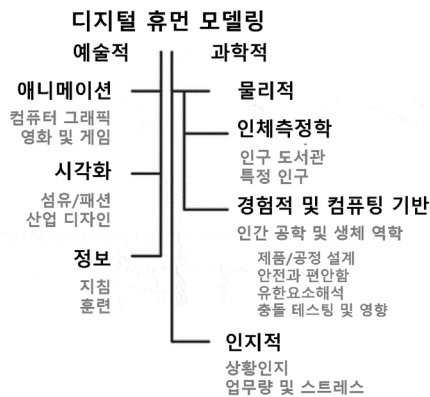 디지털 휴먼 모델링
예술적
과학적
애니메이션
컴퓨터 그래픽
영화 및 게임
시각화
섬유/패션
산업 디자인
정보
지침
훈련
물리적
인체측정학
인구 도서관
특정 인구
경험적 및 컴퓨팅 기반
인간 공학 및 생체 역학
제품/공정 설계
안전과 편안함
유한요소해석
충돌 테스팅 및 영향
인지적
상황인지
업무량 및 스트레스